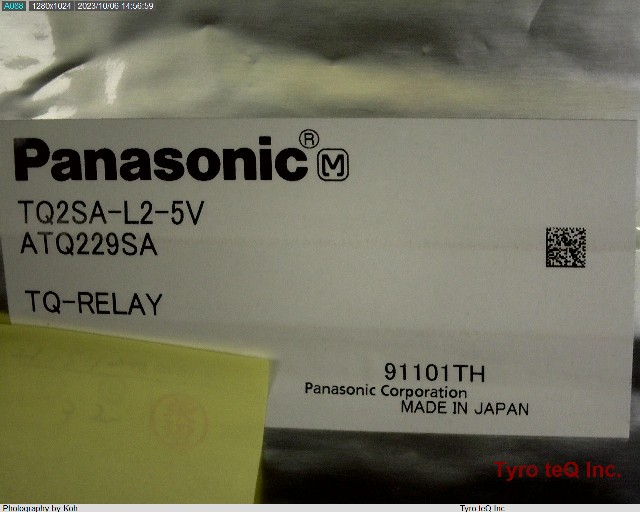 A088 1280x1024 2023/10/06 14:56:59
Panasonic ® M
TQ2SA-L2-5V
ATQ229SA
TQ-RELAY
91101TH
Panasonic Corporation
MADE IN JAPAN
Tyro teQ Inc.
Photography by Koh Tyro teQ Inc